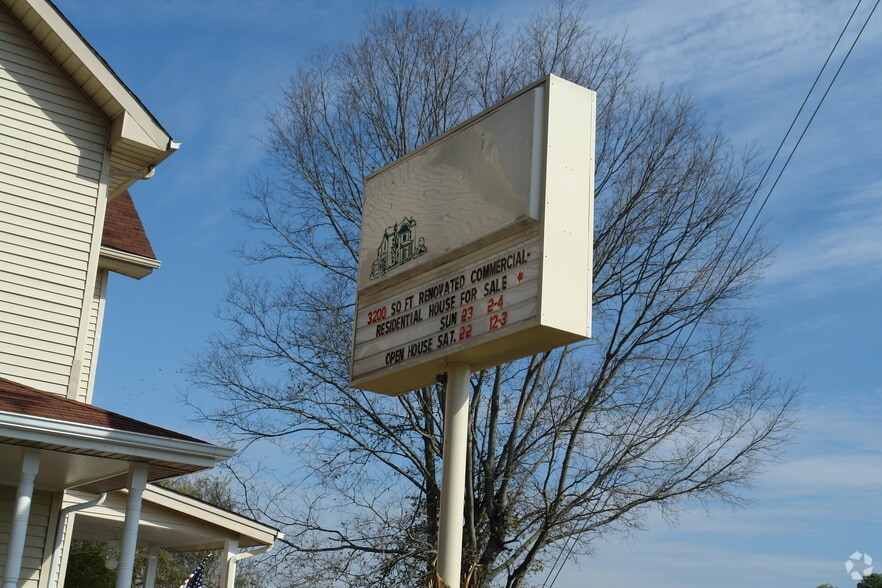 3200 SQ FT RENOVATED COMMERCIAL-
RESIDENTIAL HOUSE FOR SALE *
SUN 23 2-4
OPEN HOUSE SAT. 22 12-3